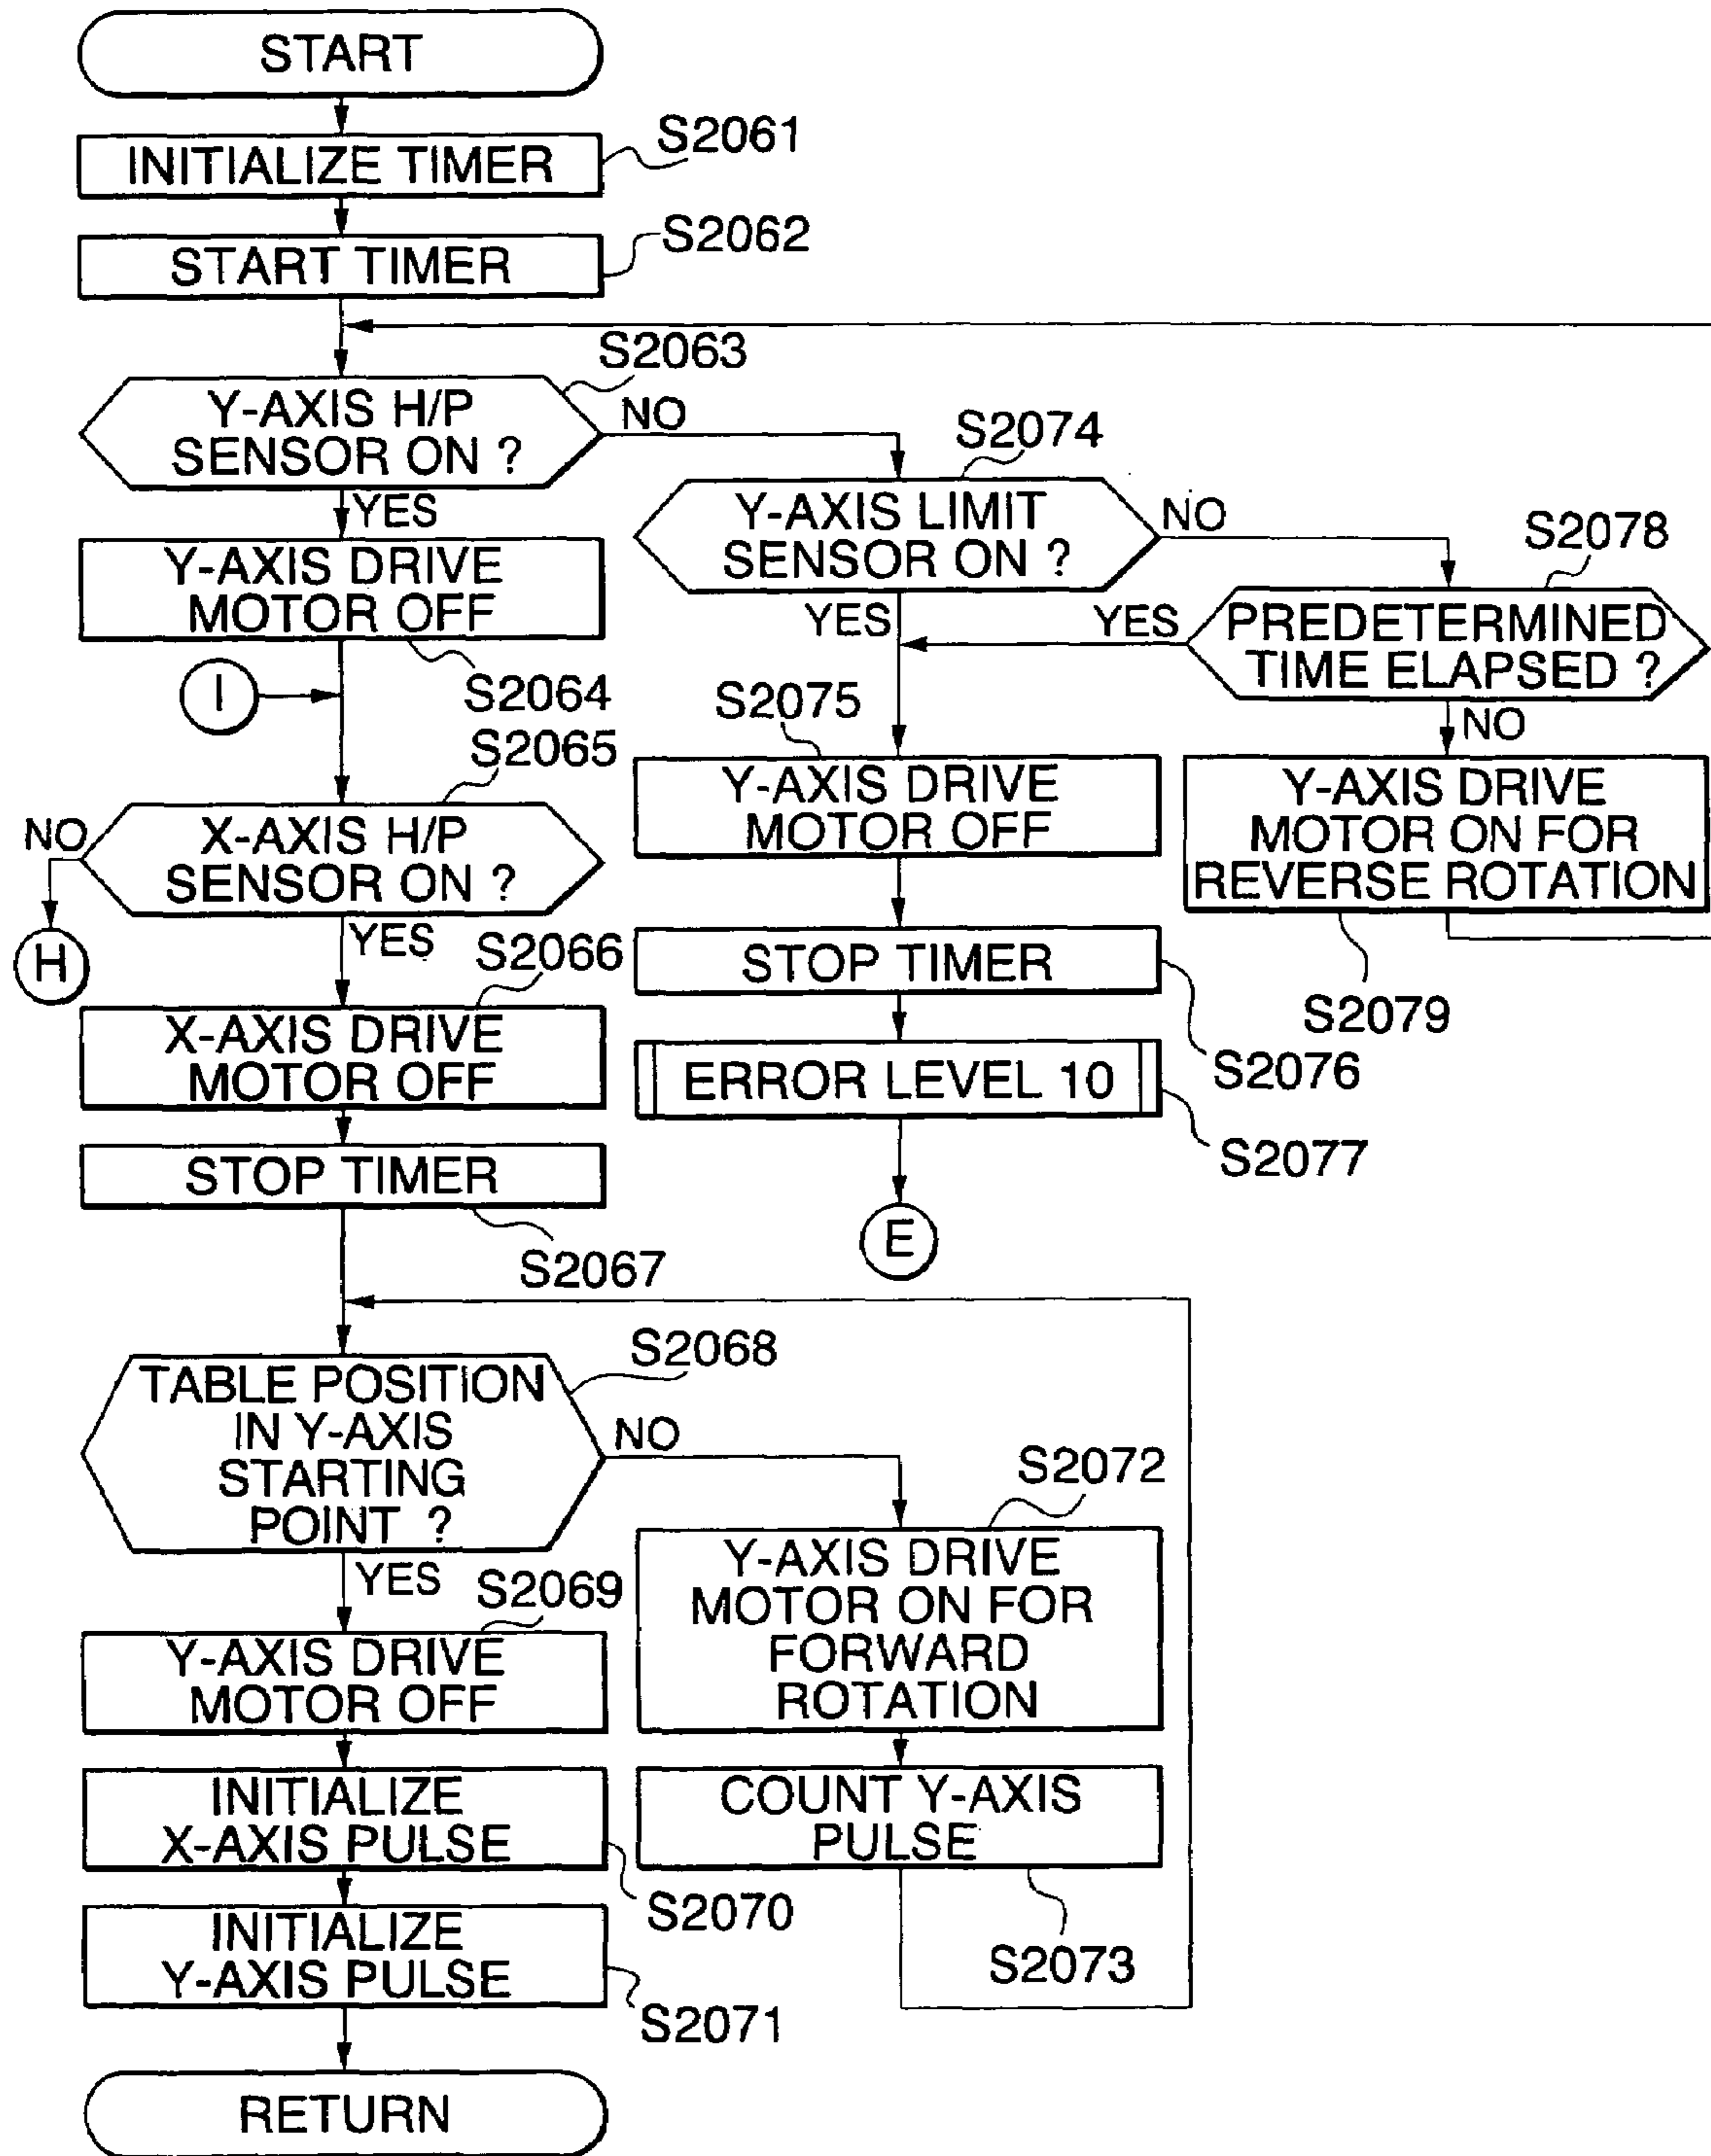 START
INITIALIZE TIMER
S2061
START TIMER
S2062
Y-AXIS H/P
SENSOR ON ?
S2063
NO
YES
Y-AXIS DRIVE
MOTOR OFF
S2064
I
S2065
X-AXIS H/P
SENSOR ON ?
NO
H
YES
S2066
X-AXIS DRIVE
MOTOR OFF
STOP TIMER
S2067
S2068
TABLE POSITION
IN Y-AXIS
STARTING
POINT ?
NO
YES
S2069
Y-AXIS DRIVE
MOTOR OFF
INITIALIZE
X-AXIS PULSE
S2070
INITIALIZE
Y-AXIS PULSE
S2071
RETURN
S2072
Y-AXIS DRIVE
MOTOR ON FOR
FORWARD
ROTATION
COUNT Y-AXIS
PULSE
S2073
S2074
Y-AXIS LIMIT
SENSOR ON ?
NO
YES
S2075
Y-AXIS DRIVE
MOTOR OFF
STOP TIMER
S2076
ERROR LEVEL 10
S2077
E
S2078
PREDETERMINED
TIME ELAPSED ?
YES
NO
Y-AXIS DRIVE
MOTOR ON FOR
REVERSE ROTATION
S2079